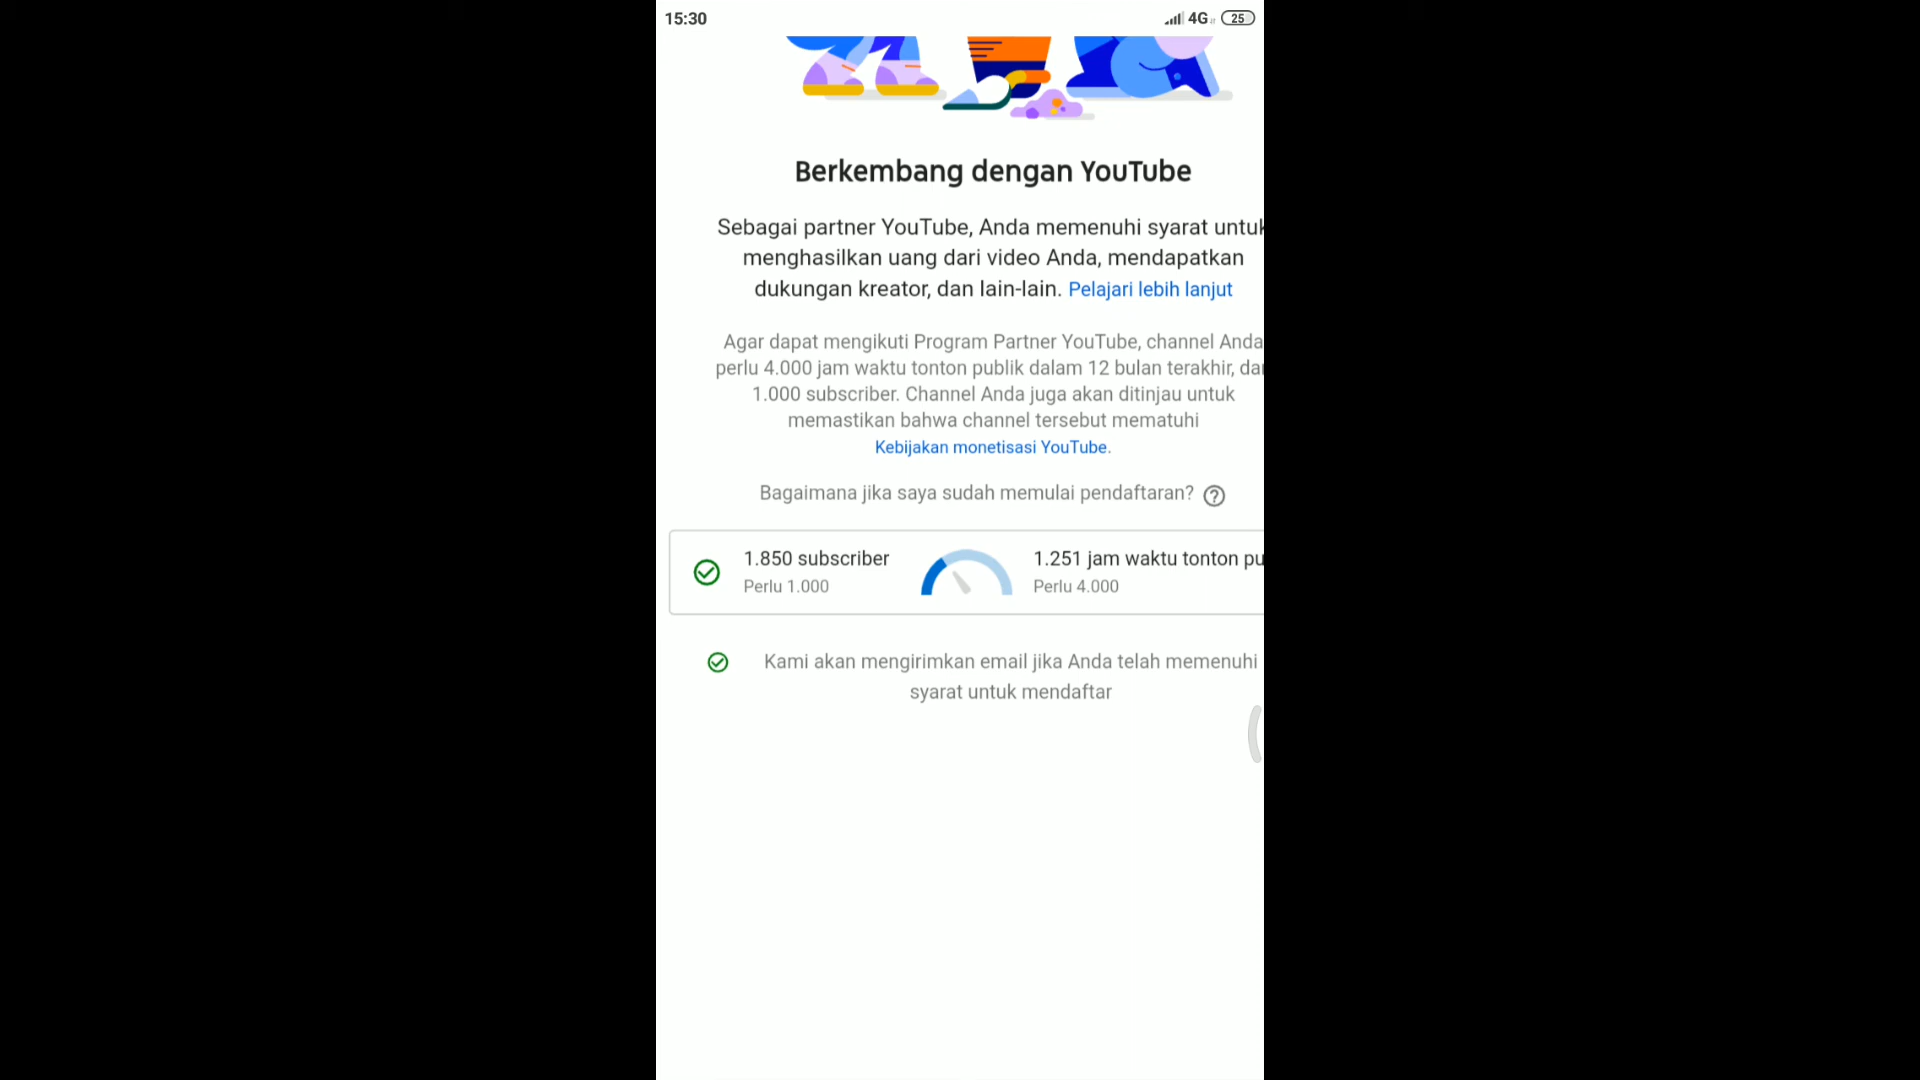 15:30
4G
25
Berkembang dengan YouTube
Sebagai partner YouTube, Anda memenuhi syarat untuk
menghasilkan uang dari video Anda, mendapatkan
dukungan kreator, dan lain-lain. Pelajari lebih lanjut
Agar dapat mengikuti Program Partner YouTube, channel Anda
perlu 4.000 jam waktu tonton publik dalam 12 bulan terakhir, dan
1.000 subscriber. Channel Anda juga akan ditinjau untuk
memastikan bahwa channel tersebut mematuhi
Kebijakan monetisasi YouTube.
Bagaimana jika saya sudah memulai pendaftaran?
1.850 subscriber
Perlu 1.000
1.251 jam waktu tonton pu
Perlu 4.000
Kami akan mengirimkan email jika Anda telah memenuhi
syarat untuk mendaftar